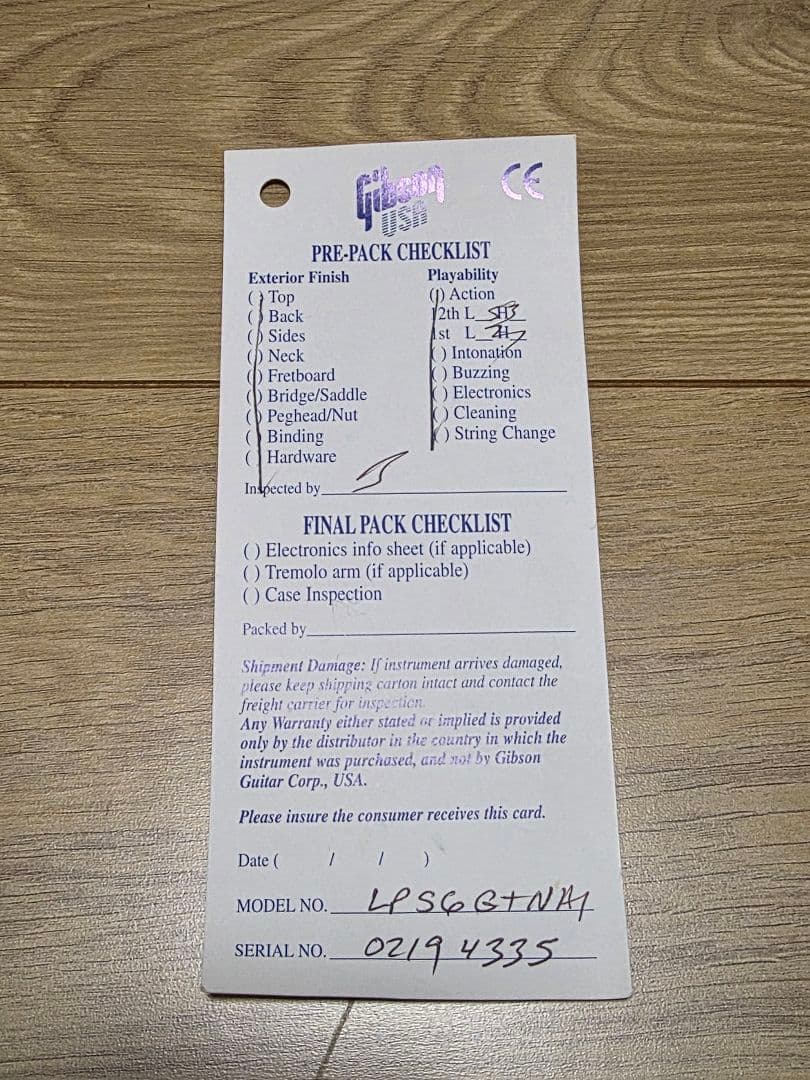 Gibson
USA
CE
PRE-PACK CHECKLIST
Exterior Finish
( ) Top
( ) Back
( ) Sides
( ) Neck
( ) Fretboard
( ) Bridge/Saddle
( ) Peghead/Nut
( ) Binding
( ) Hardware
Playability
( ) Action
12th L
1st L
( ) Intonation
( ) Buzzing
( ) Electronics
( ) Cleaning
( ) String Change
Inspected by
FINAL PACK CHECKLIST
( ) Electronics info sheet (if applicable)
( ) Tremolo arm (if applicable)
( ) Case Inspection
Packed by
Shipment Damage: If instrument arrives damaged,
please keep shipping carton intact and contact the
freight carrier for inspection.
Any Warranty either stated or implied is provided
only by the distributor in the country in which the
instrument was purchased, and not by Gibson
Guitar Corp., USA.
Please insure the consumer receives this card.
Date ( / / )
MODEL NO. LPS6G+NA1
SERIAL NO. 02194335